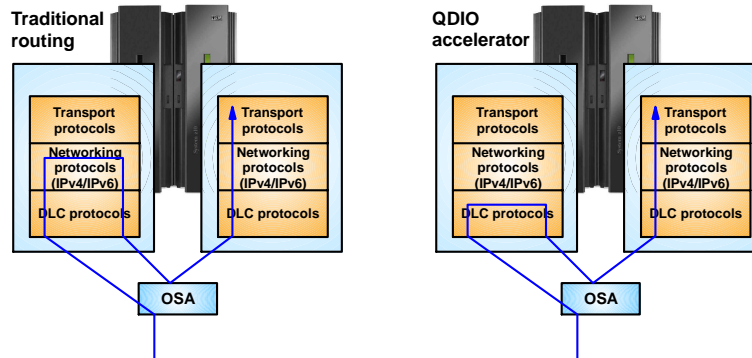 Traditional
routing
Transport
protocols
Networking
protocols
(IPv4/IPv6)
DLC protocols
Transport
protocols
Networking
protocols
(IPv4/IPv6)
DLC protocols
OSA
QDIO
accelerator
Transport
protocols
Networking
protocols
(IPv4/IPv6)
DLC protocols
Transport
protocols
Networking
protocols
(IPv4/IPv6)
DLC protocols
OSA